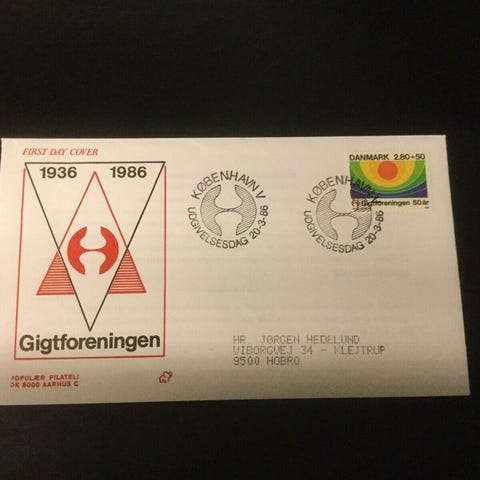 FIRST DAY COVER
1936 1986
Gigtforeningen
POPULÆR FILATELI
DK 8000 AARHUS C
KØBENHAVN V
UDGIVELSESDAG 20-3-86
KØBENHAVN V
UDGIVELSESDAG 20-3-86
DANMARK 2.80+50
Gigtforeningen 50 år
HR JØRGEN HEDELUND
VIBORGVEJ 34 - KLEJTRUP
9500 HOBRO